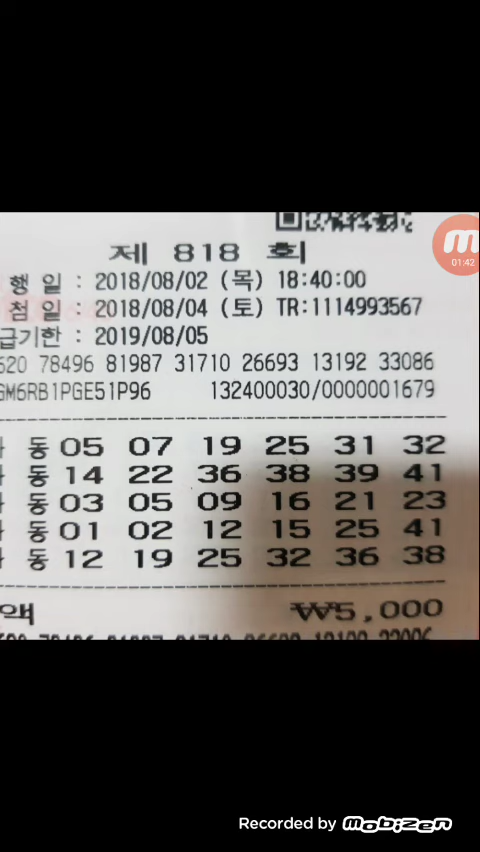 제 818 회
01:42
행 일 : 2018/08/02 (목) 18:40:00
첨 일 : 2018/08/04 (토) TR:1114993567
급기한 : 2019/08/05
620 78496 81987 31710 26693 13192 33086
GM6RB1PGE51P96 132400030/0000001679
동 05 07 19 25 31 32
동 14 22 36 38 39 41
동 03 05 09 16 21 23
동 01 02 12 15 25 41
동 12 19 25 32 36 38
액 ₩₩5,000
Recorded by Mobizen